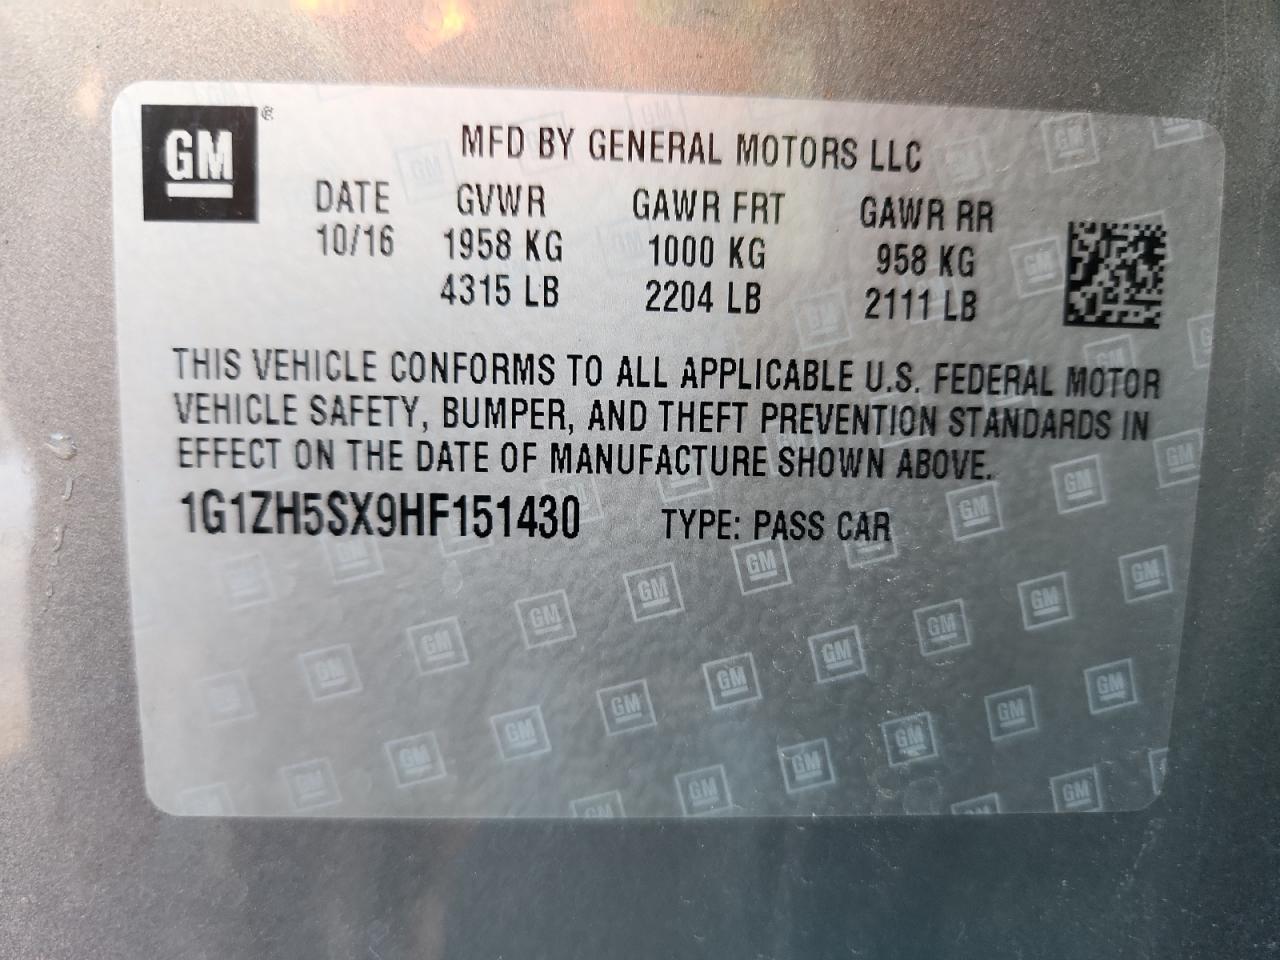 GM®
MFD BY GENERAL MOTORS LLC
DATE GVWR GAWR FRT GAWR RR
10/16 1958 KG 1000 KG 958 KG
4315 LB 2204 LB 2111 LB
THIS VEHICLE CONFORMS TO ALL APPLICABLE U.S. FEDERAL MOTOR
VEHICLE SAFETY, BUMPER, AND THEFT PREVENTION STANDARDS IN
EFFECT ON THE DATE OF MANUFACTURE SHOWN ABOVE.
1G1ZH5SX9HF151430 TYPE: PASS CAR